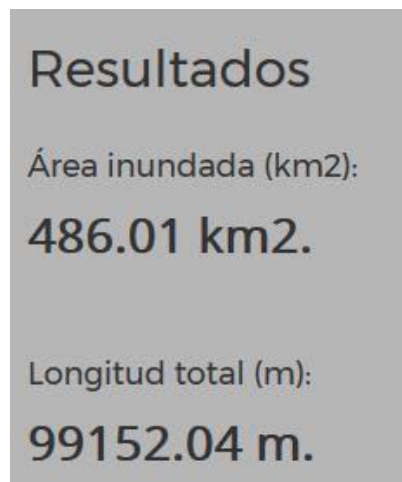 Resultados
Área inundada (km2):
486.01 km2.
Longitud total (m):
99152.04 m.